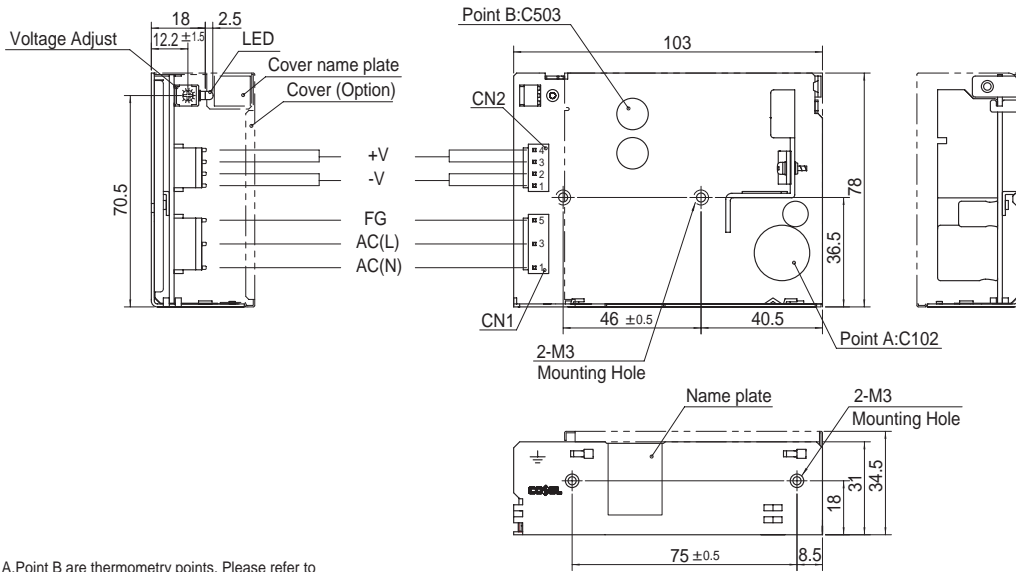 18
2.5
Point B:C503
12.2 ±1.5
LED
Voltage Adjust
103
Cover name plate
Cover (Option)
CN2
+V
4
3
-V
2
1
70.5
78
FG
5
AC(L)
3
36.5
AC(N)
1
CN1
46 ±0.5
40.5
2-M3
Mounting Hole
Point A:C102
Name plate
2-M3
Mounting Hole
COSEL
18
31
34.5
75 ±0.5
8.5
A,Point B are thermometry points. Please refer to